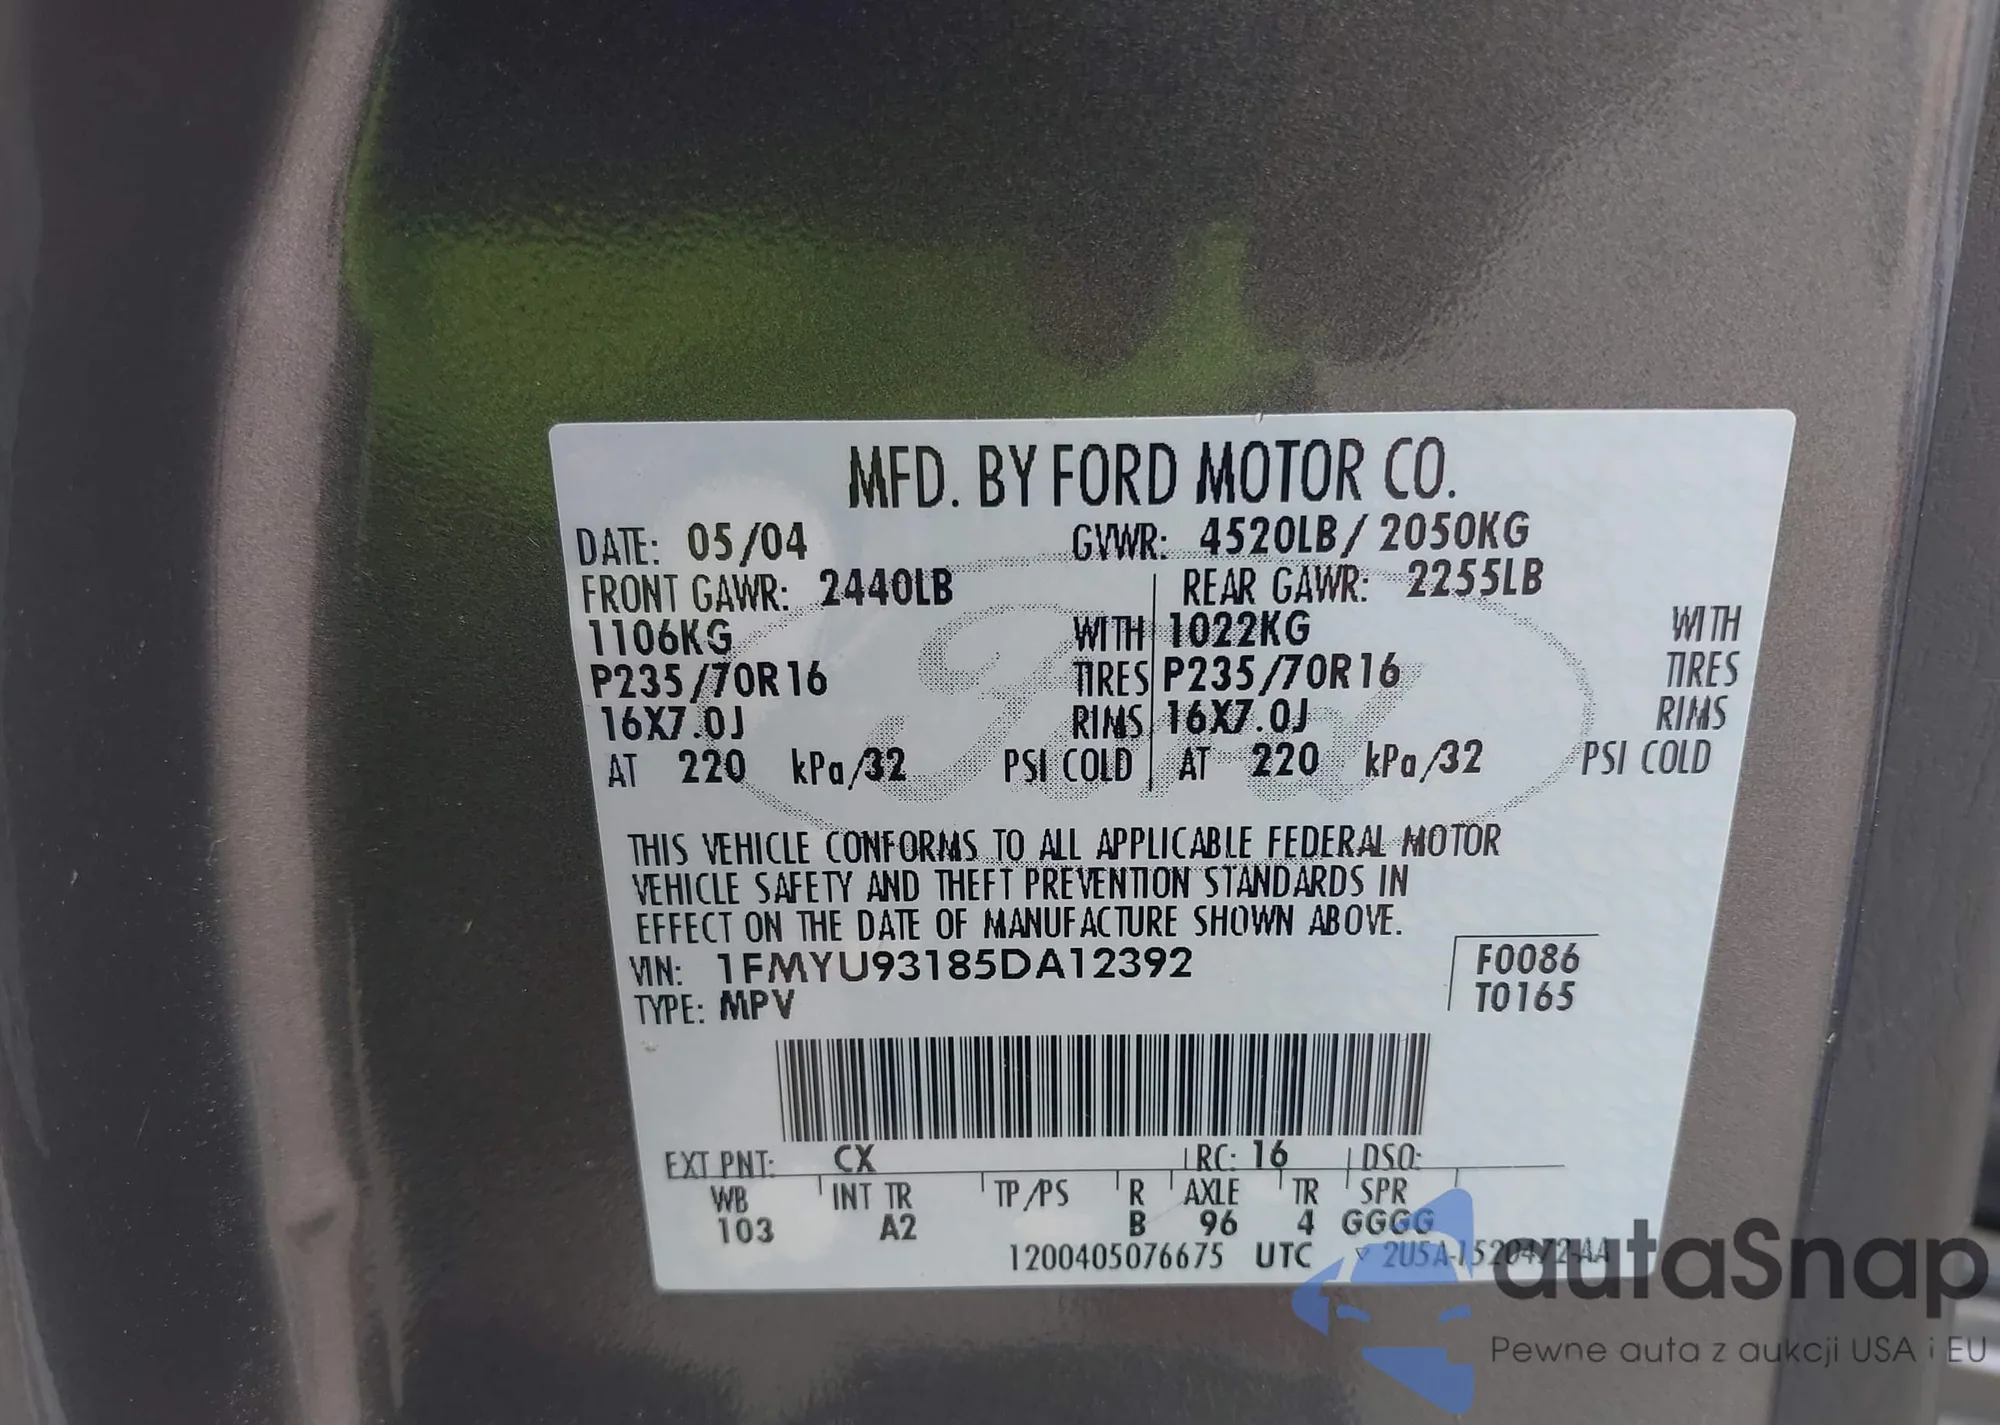 MFD. BY FORD MOTOR CO.
DATE: 05/04 GVWR: 4520LB/2050KG
FRONT GAWR: 2440LB REAR GAWR: 2255LB
1106KG WITH 1022KG WITH
P235/70R16 TIRES P235/70R16 TIRES
16X7.0J RIMS 16X7.0J RIMS
AT 220 kPa/32 PSI COLD AT 220 kPa/32 PSI COLD
Ford
THIS VEHICLE CONFORMS TO ALL APPLICABLE FEDERAL MOTOR
VEHICLE SAFETY AND THEFT PREVENTION STANDARDS IN
EFFECT ON THE DATE OF MANUFACTURE SHOWN ABOVE.
VIN: 1FMYU93185DA12392 F0086
TYPE: MPV T0165
EXT PNT: CX RC: 16 DSO:
WB INT TR TP/PS R AXLE TR SPR
103 A2 B 96 4 GGGG
1200405076675 UTC ▽ 2U5A-1520472-AA
autaSnap
Pewne auta z aukcji USA i EU